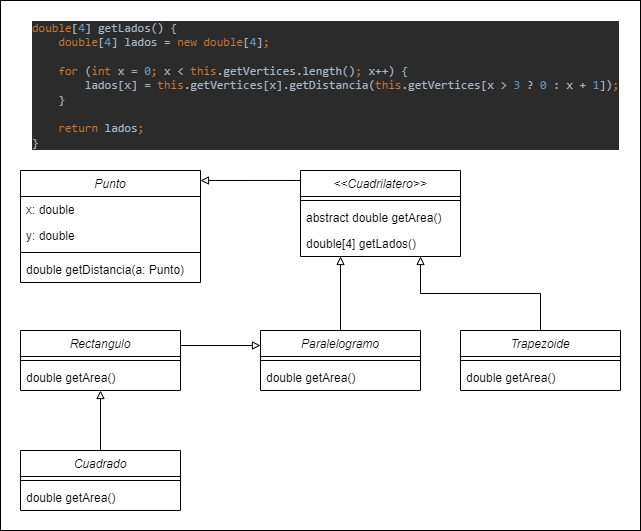 double[4] getLados() {
double[4] lados = new double[4];
for (int x = 0; x < this.getVertices.length(); x++) {
lados[x] = this.getVertices[x].getDistancia(this.getVertices[x > 3 ? 0 : x + 1]);
}
return lados;
}
Punto
x: double
y: double
double getDistancia(a: Punto)
<<Cuadrilatero>>
abstract double getArea()
double[4] getLados()
Rectangulo
double getArea()
Paralelogramo
double getArea()
Trapezoide
double getArea()
Cuadrado
double getArea()